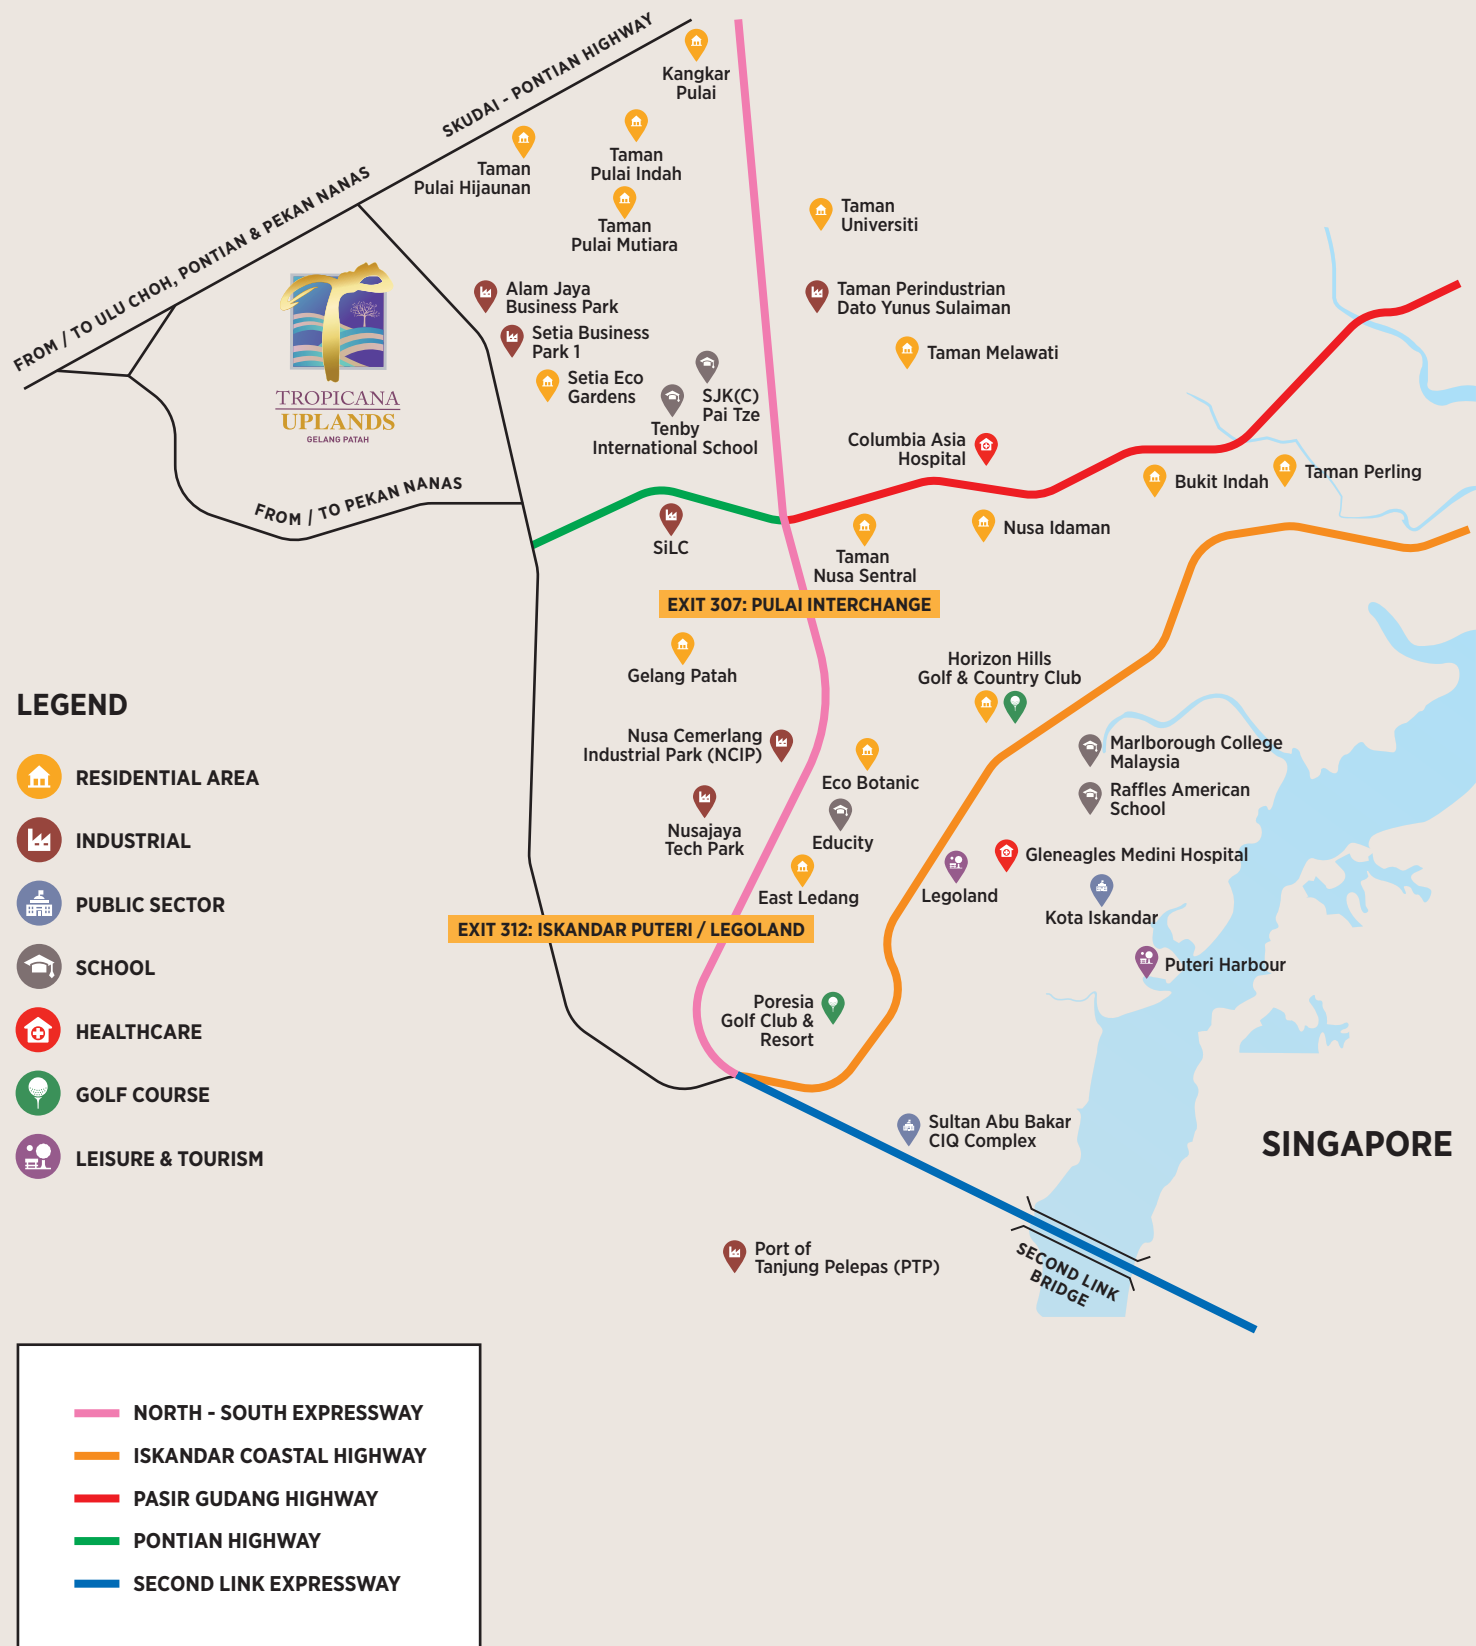 SKUDAI - PONTIAN HIGHWAY
FROM / TO ULU CHOH, PONTIAN & PEKAN NANAS
Kangkar
Pulai
Taman
Pulai Hijaunan
Taman
Pulai Indah
Taman
Pulai Mutiara
Taman
Universiti
Alam Jaya
Business Park
Setia Business
Park 1
Setia Eco
Gardens
Taman Perindustrian
Dato Yunus Sulaiman
Taman Melawati
SJK(C)
Pai Tze
Tenby
International School
TROPICANA
UPLANDS
GELANG PATAH
Columbia Asia
Hospital
Bukit Indah
Taman Perling
FROM / TO PEKAN NANAS
SiLC
Taman
Nusa Sentral
Nusa Idaman
EXIT 307: PULAI INTERCHANGE
Gelang Patah
Horizon Hills
Golf & Country Club
Nusa Cemerlang
Industrial Park (NCIP)
Eco Botanic
Marlborough College
Malaysia
Raffles American
School
Nusajaya
Tech Park
Educity
East Ledang
Legoland
Gleneagles Medini Hospital
Kota Iskandar
EXIT 312: ISKANDAR PUTERI / LEGOLAND
Puteri Harbour
Poresia
Golf Club &
Resort
Sultan Abu Bakar
CIQ Complex
SINGAPORE
Port of
Tanjung Pelepas (PTP)
SECOND LINK
BRIDGE
LEGEND
RESIDENTIAL AREA
INDUSTRIAL
PUBLIC SECTOR
SCHOOL
HEALTHCARE
GOLF COURSE
LEISURE & TOURISM
NORTH - SOUTH EXPRESSWAY
ISKANDAR COASTAL HIGHWAY
PASIR GUDANG HIGHWAY
PONTIAN HIGHWAY
SECOND LINK EXPRESSWAY